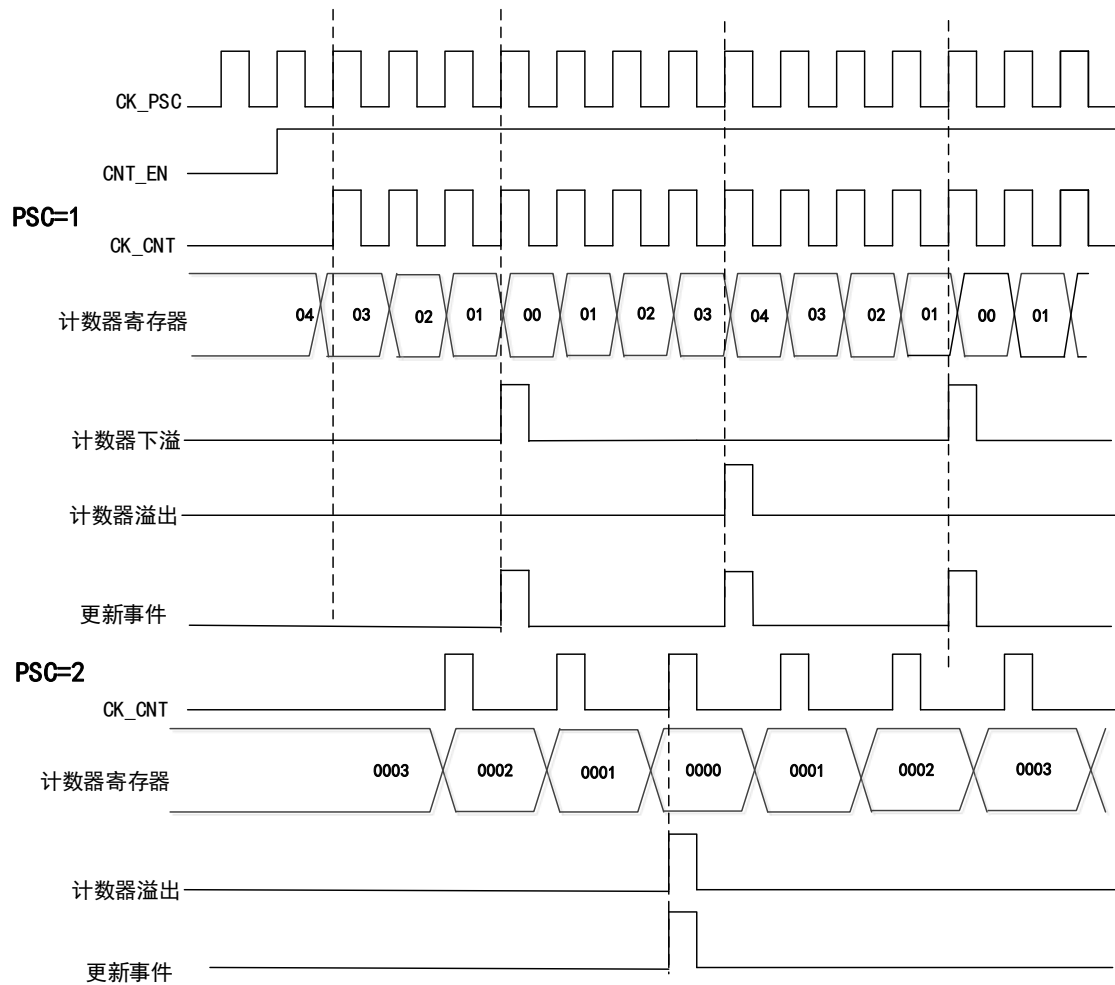 CK_PSC
CNT_EN
PSC=1
CK_CNT
计数器寄存器 04 03 02 01 00 01 02 03 04 03 02 01 00 01
计数器下溢
计数器溢出
更新事件
PSC=2
CK_CNT
计数器寄存器 0003 0002 0001 0000 0001 0002 0003
计数器溢出
更新事件